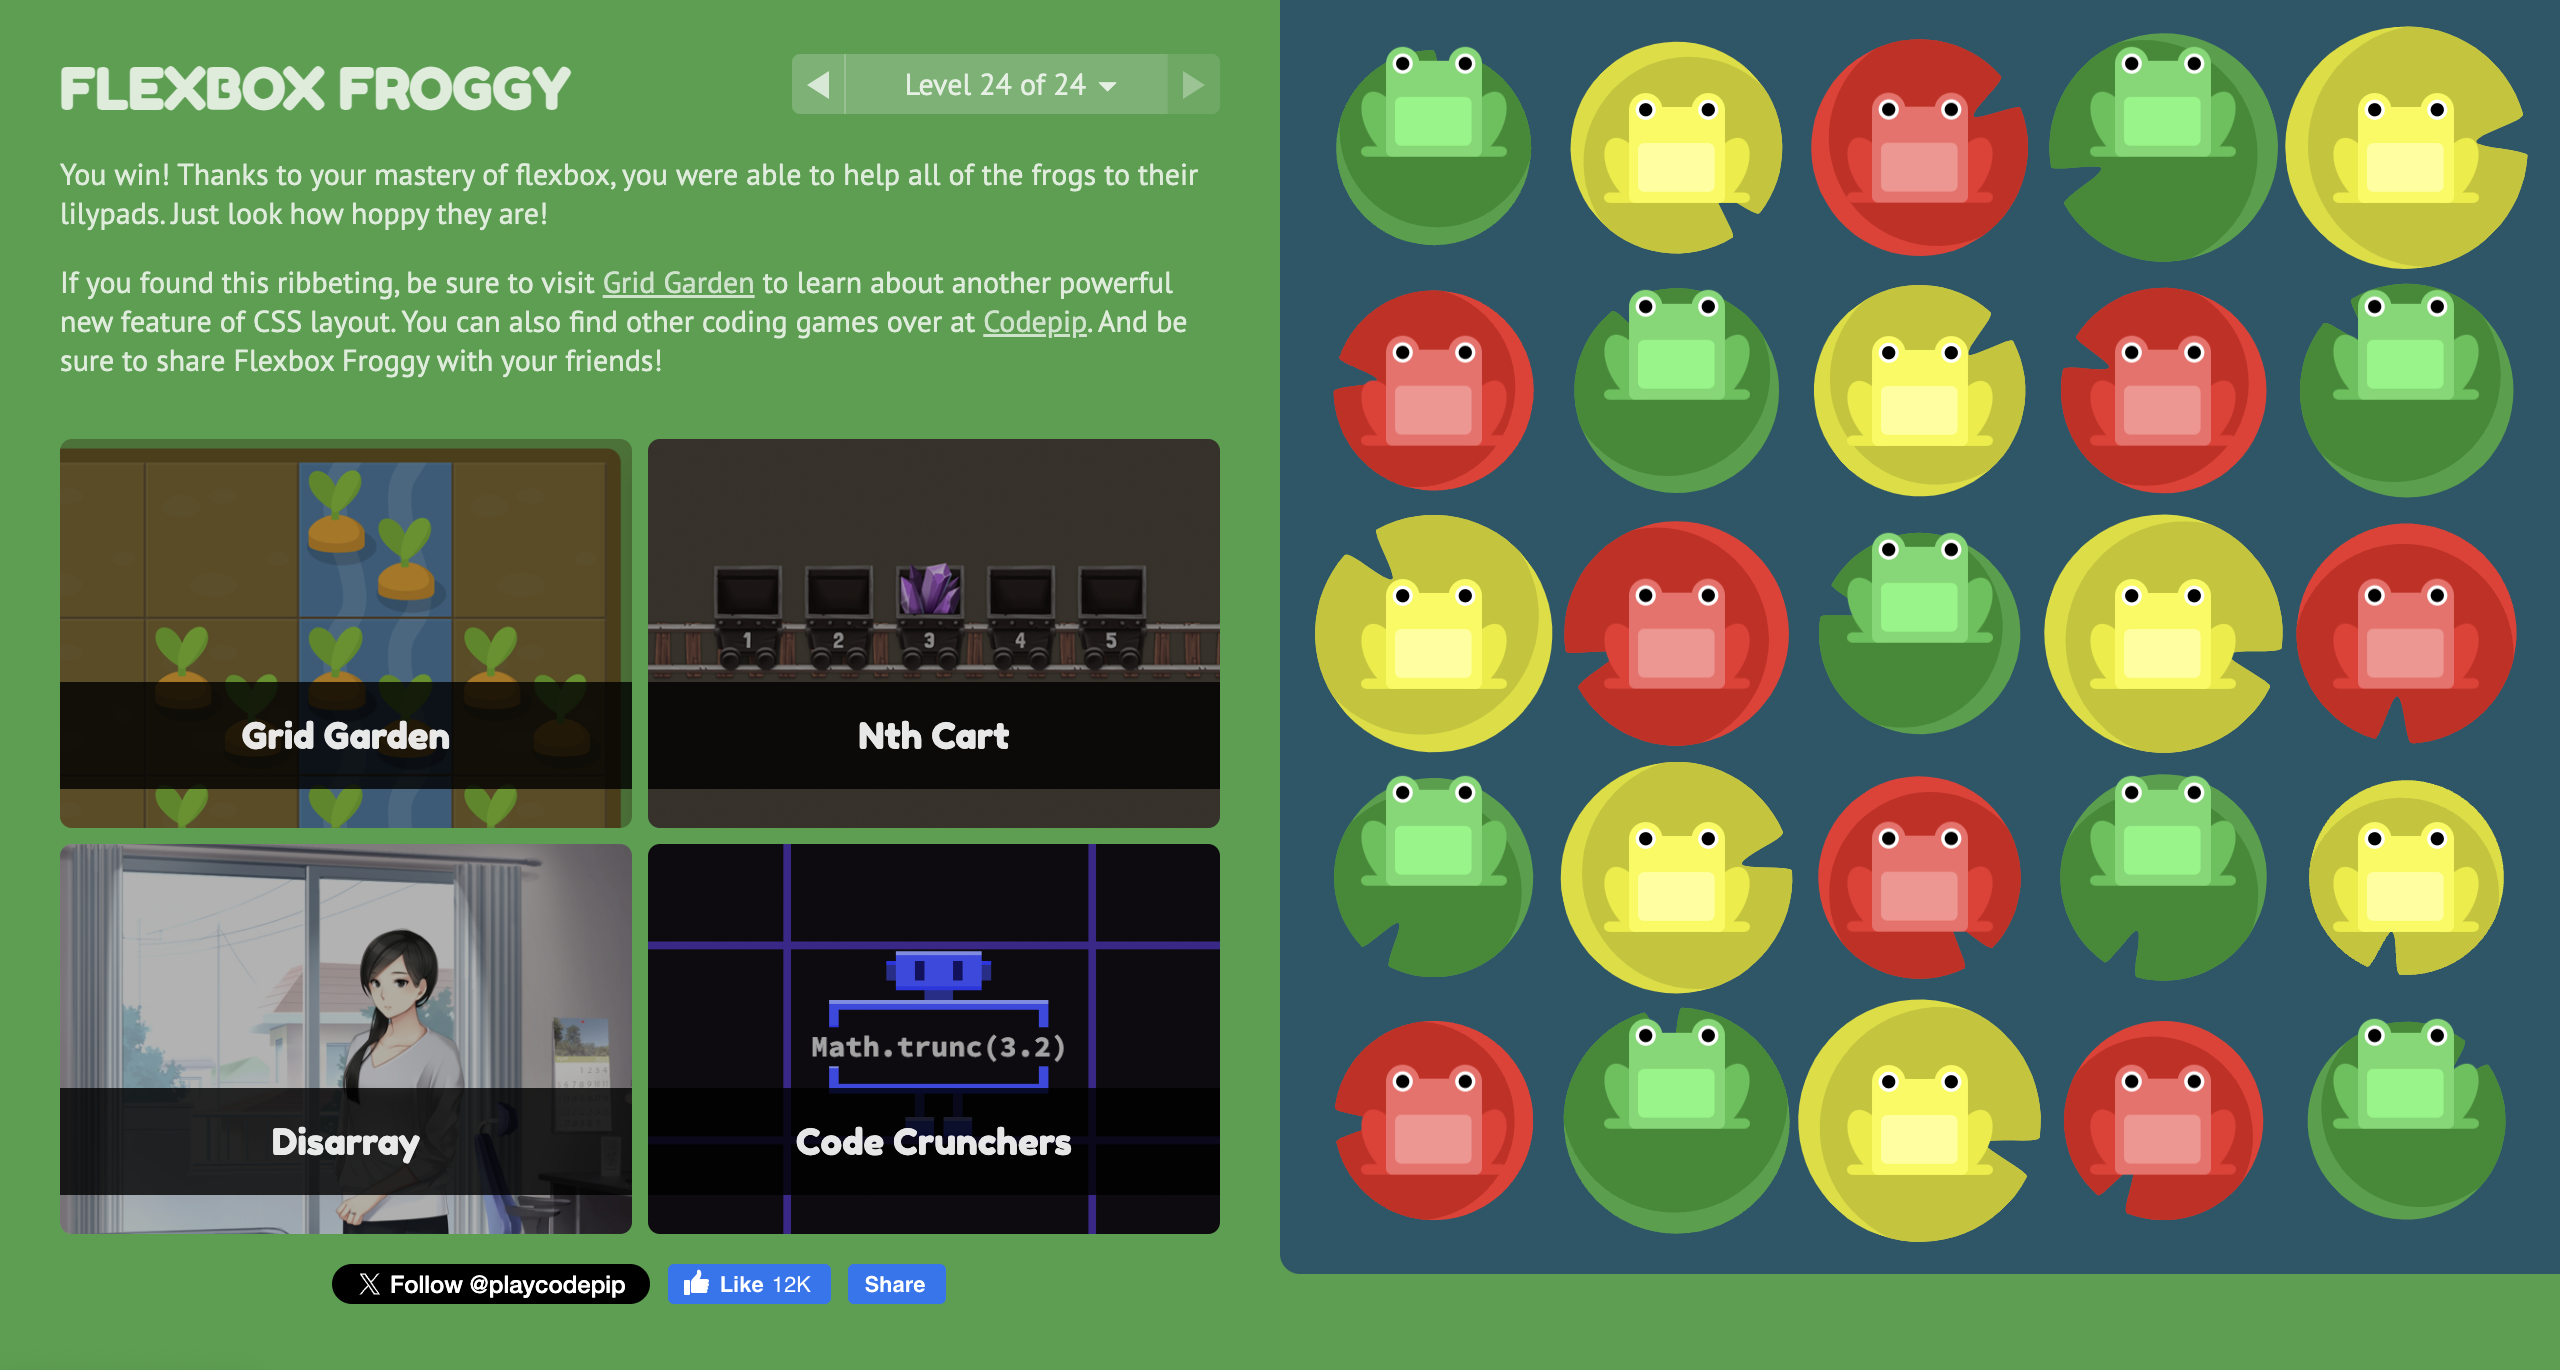 FLEXBOX FROGGY
Level 24 of 24
You win! Thanks to your mastery of flexbox, you were able to help all of the frogs to their
lilypads. Just look how hoppy they are!
If you found this ribbeting, be sure to visit Grid Garden to learn about another powerful
new feature of CSS layout. You can also find other coding games over at Codepip. And be
sure to share Flexbox Froggy with your friends!
Grid Garden
1 2 3 4 5
Nth Cart
Disarray
Math.trunc(3.2)
Code Crunchers
X Follow @playcodepip
Like 12K
Share